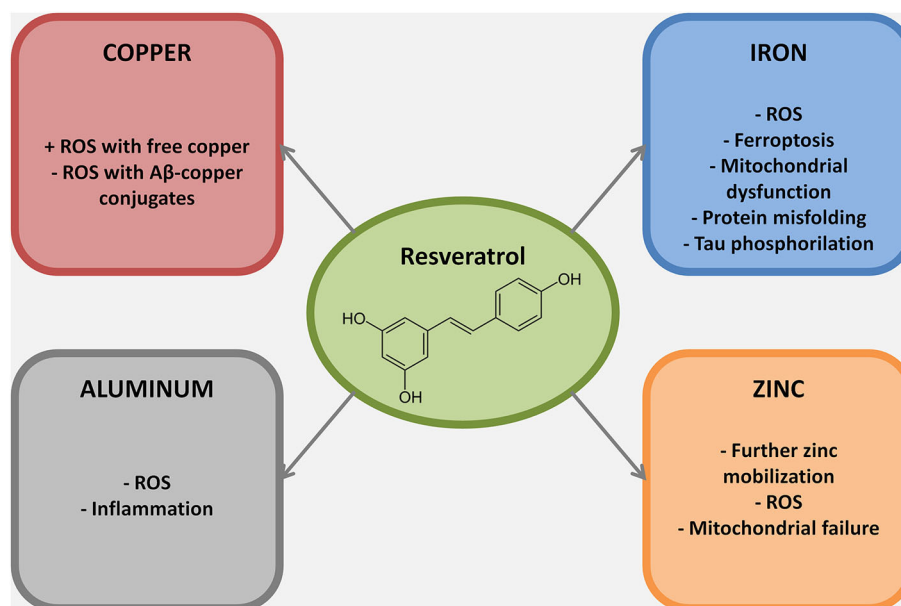 COPPER
+ ROS with free copper
- ROS with Aβ-copper
conjugates
IRON
- ROS
- Ferroptosis
- Mitochondrial
dysfunction
- Protein misfolding
- Tau phosphorilation
Resveratrol
OH
HO
OH
ALUMINUM
- ROS
- Inflammation
ZINC
- Further zinc
mobilization
- ROS
- Mitochondrial failure